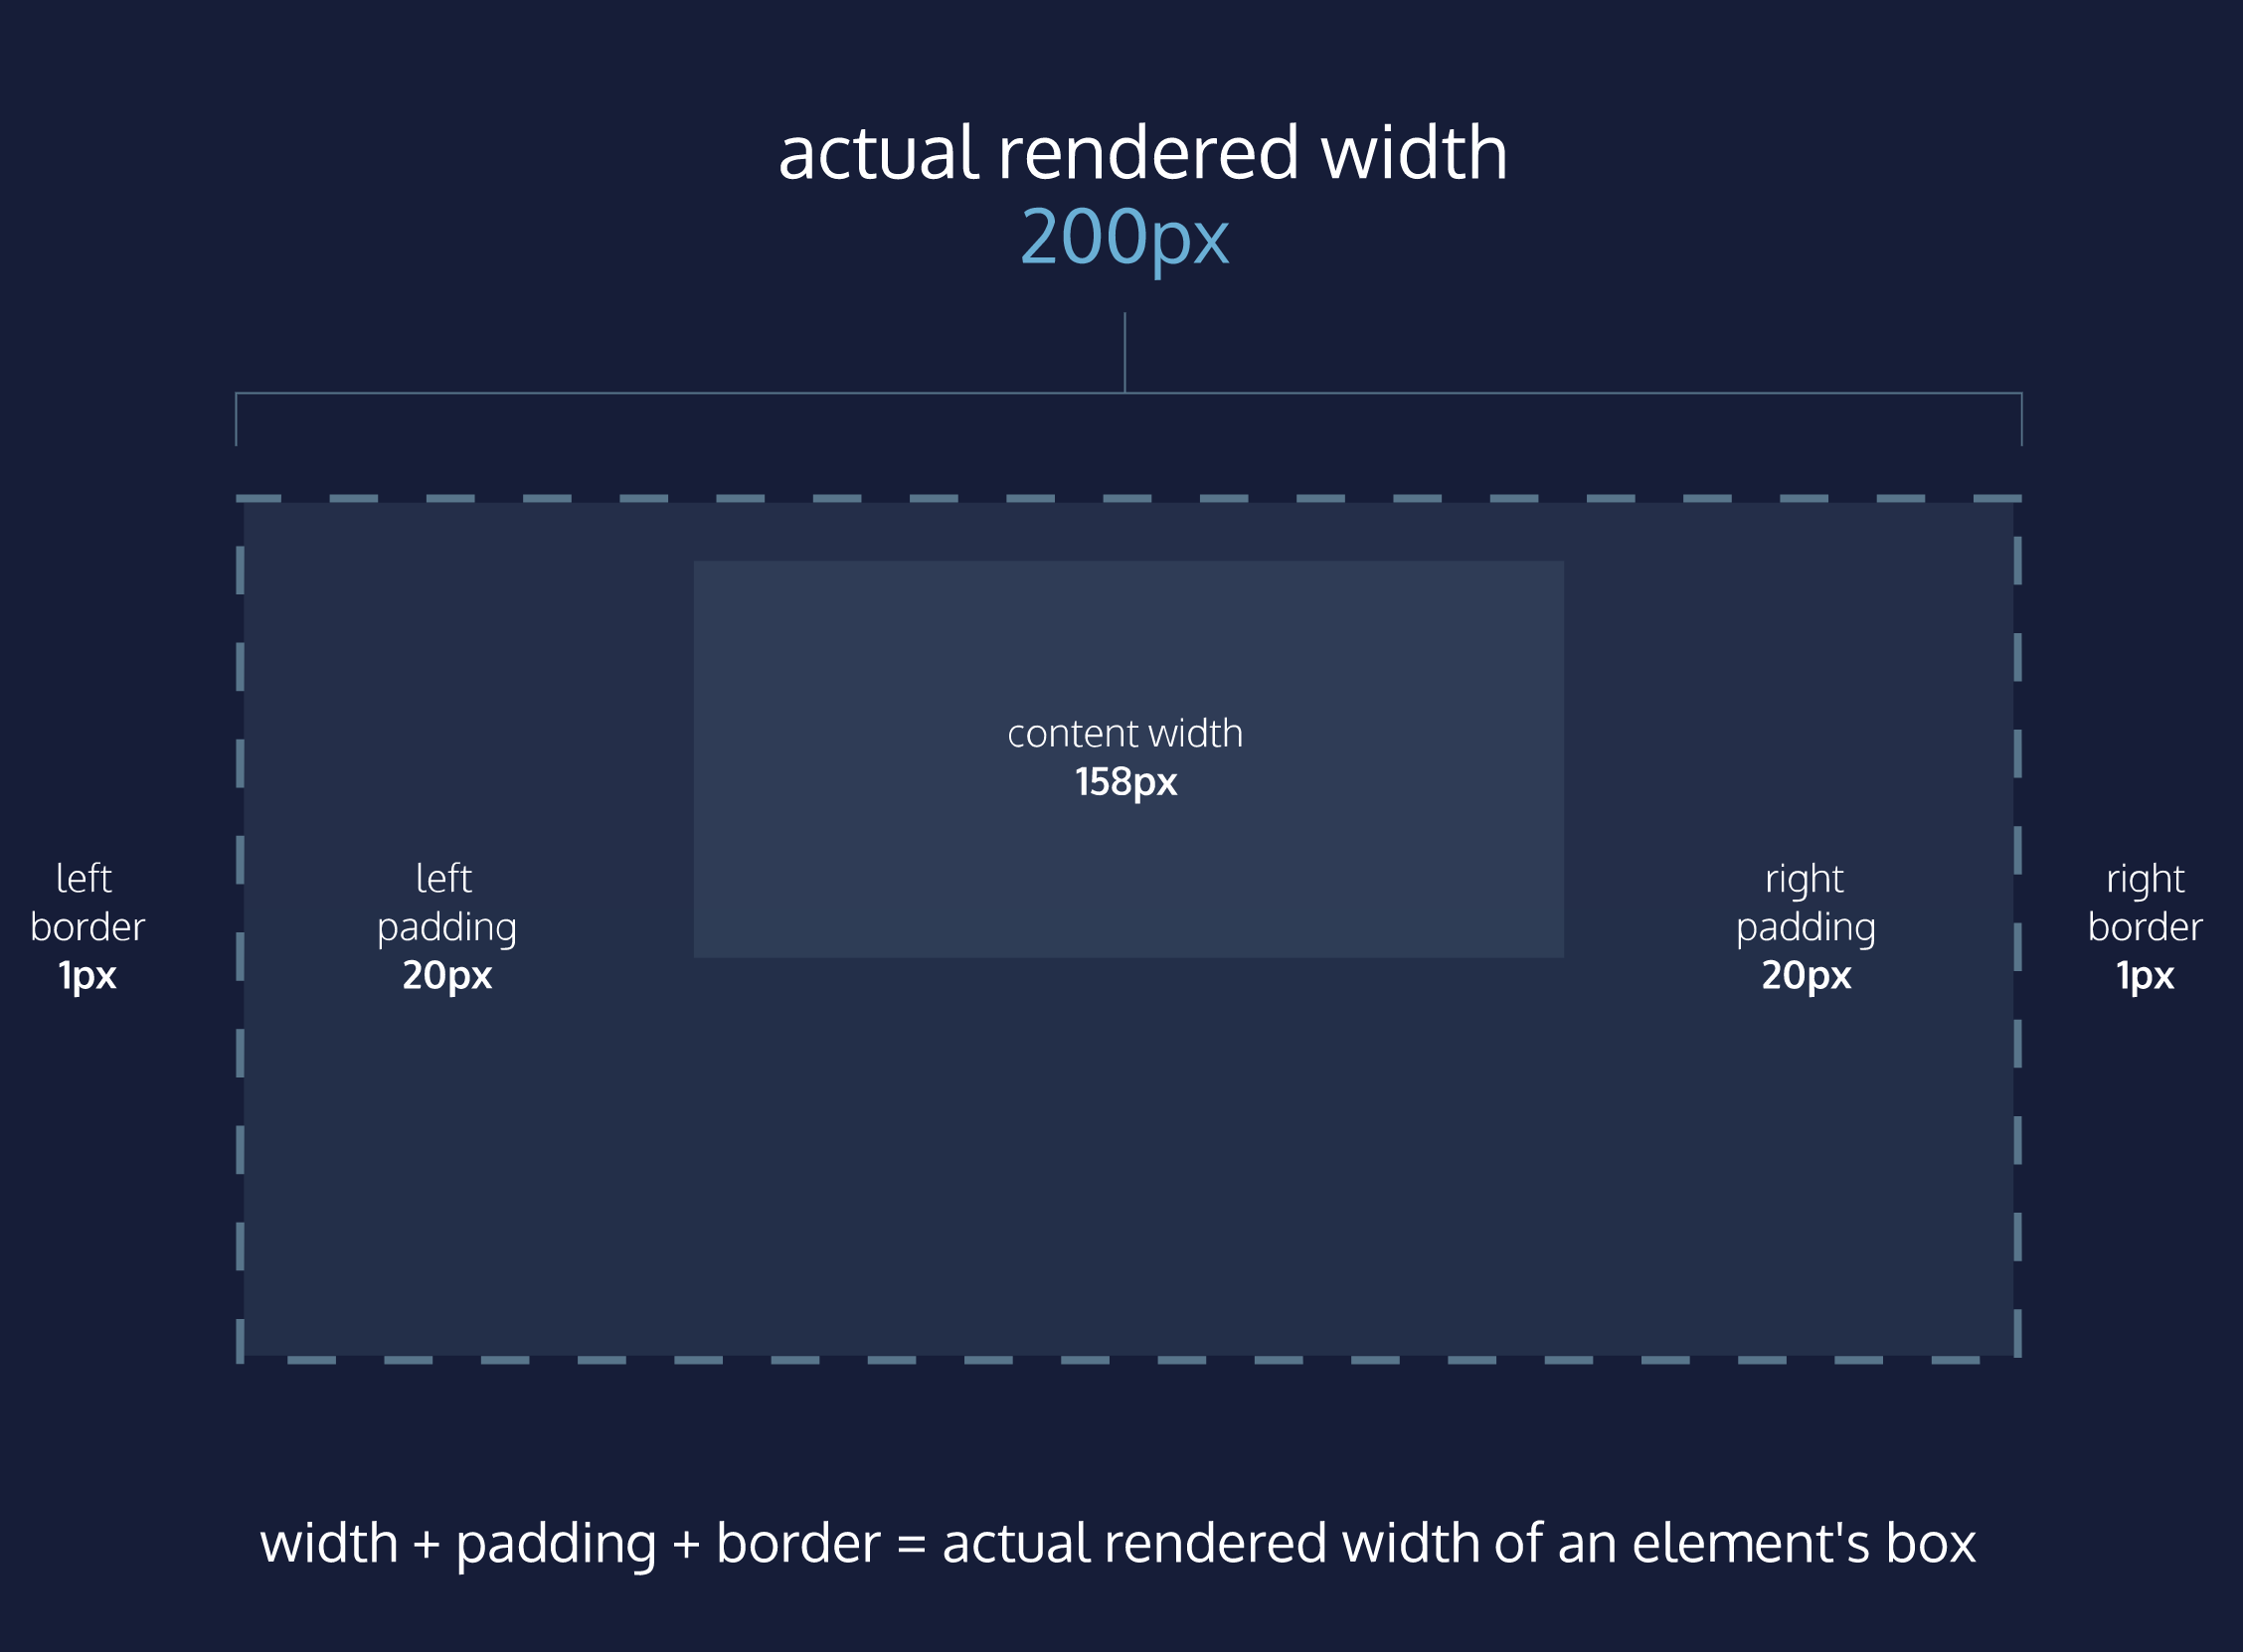 actual rendered width
200px
content width
158px
left
border
1px
left
padding
20px
right
padding
20px
right
border
1px
width + padding + border = actual rendered width of an element's box